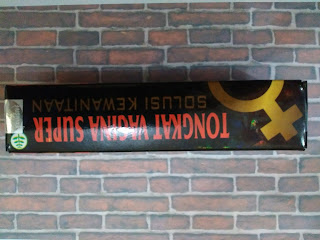 TONGKAT VAGINA SUPER
SOLUSI KEWANITAAN